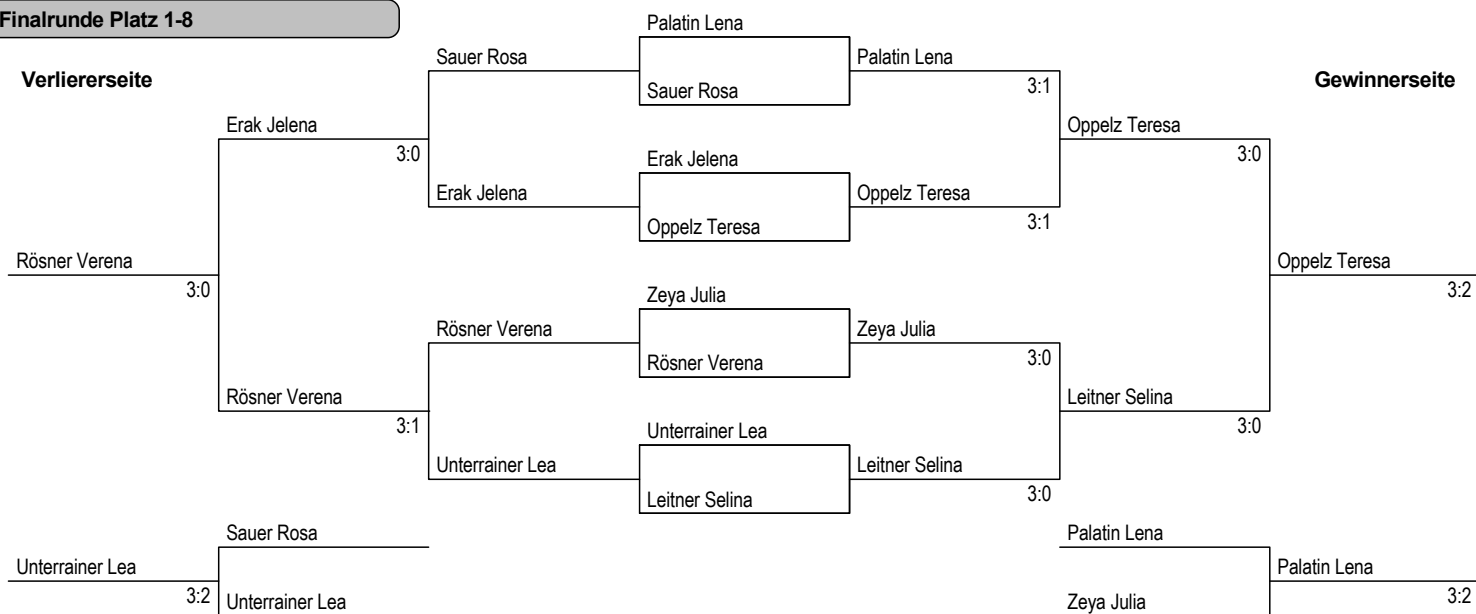 Finalrunde Platz 1-8
Verliererseite
Gewinnerseite
Palatin Lena
Sauer Rosa
Palatin Lena
Sauer Rosa
3:1
Erak Jelena
Oppelz Teresa
3:0
3:0
Erak Jelena
Erak Jelena
Oppelz Teresa
Oppelz Teresa
3:1
Rösner Verena
Oppelz Teresa
3:0
3:2
Zeya Julia
Rösner Verena
Zeya Julia
Rösner Verena
3:0
Rösner Verena
Leitner Selina
3:1
3:0
Unterrainer Lea
Unterrainer Lea
Leitner Selina
Leitner Selina
3:0
Sauer Rosa
Palatin Lena
Unterrainer Lea
Palatin Lena
3:2
Unterrainer Lea
Zeya Julia
3:2